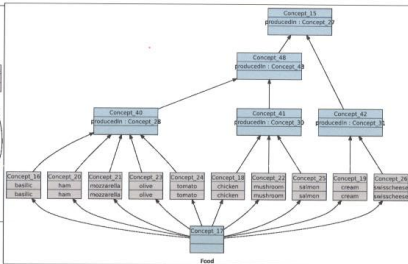 Concept_15
producedIn : Concept_27
Concept_48
producedIn : Concept_43
Concept_40
producedIn : Concept_28
Concept_41
producedIn : Concept_30
Concept_42
producedIn : Concept_31
Concept_16
basilic
basilic
Concept_20
ham
ham
Concept_21
mozzarella
mozzarella
Concept_23
olive
olive
Concept_24
tomato
tomato
Concept_18
chicken
chicken
Concept_22
mushroom
mushroom
Concept_25
salmon
salmon
Concept_19
cream
cream
Concept_26
swisscheese
swisscheese
Concept_17
Food